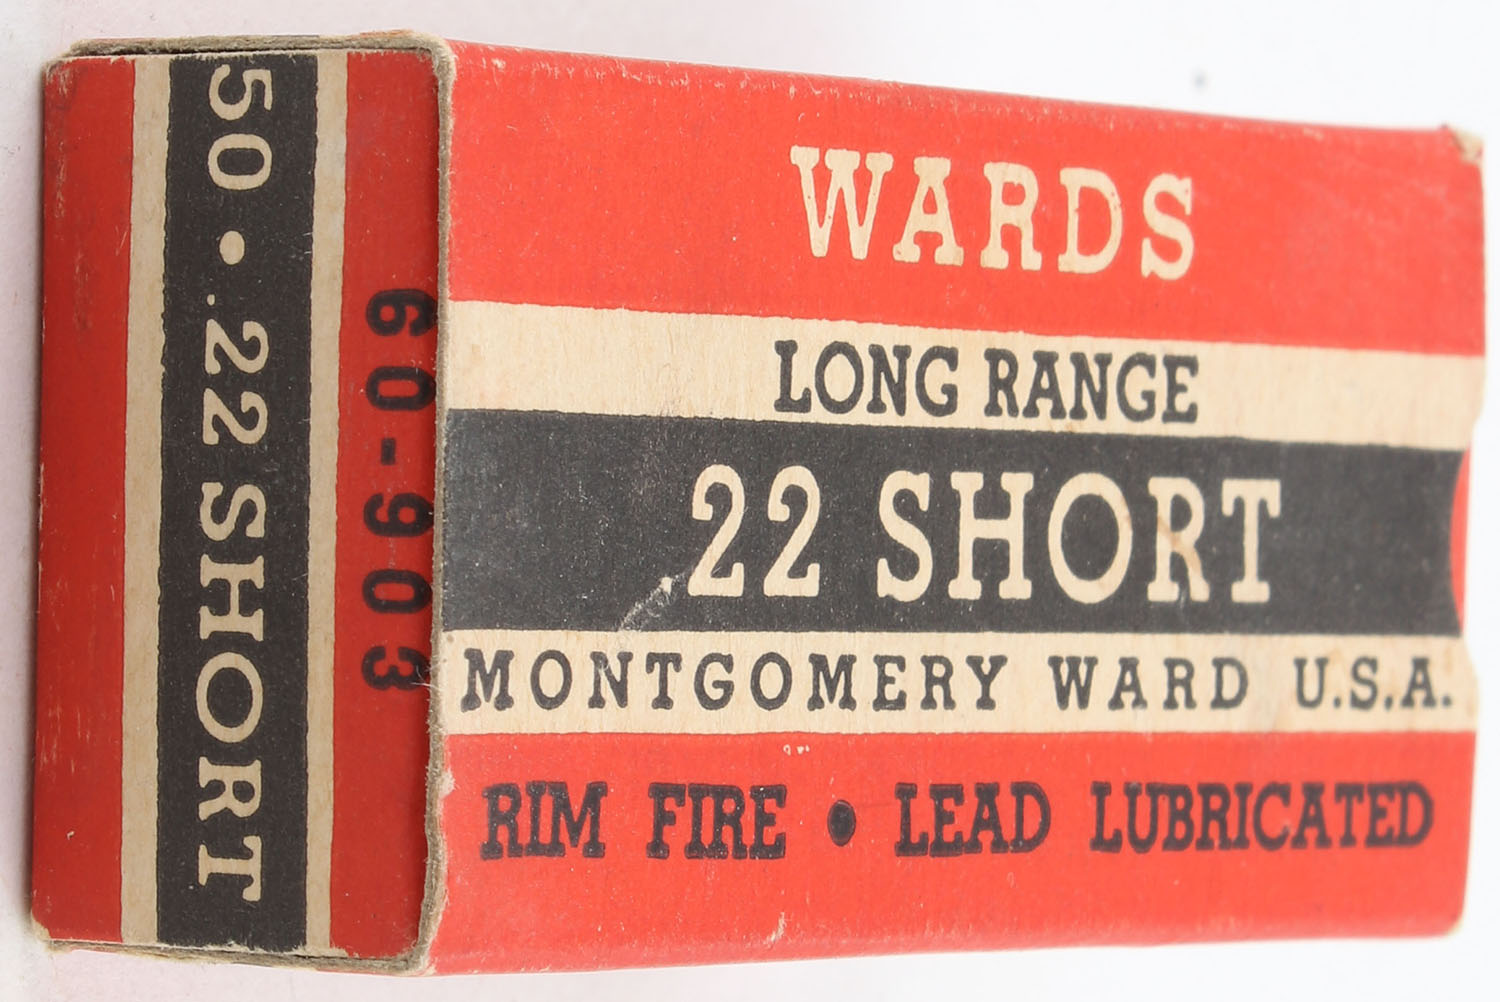 WARDS
LONG RANGE
22 SHORT
MONTGOMERY WARD U.S.A.
RIM FIRE • LEAD LUBRICATED
50 • .22 SHORT
60-903